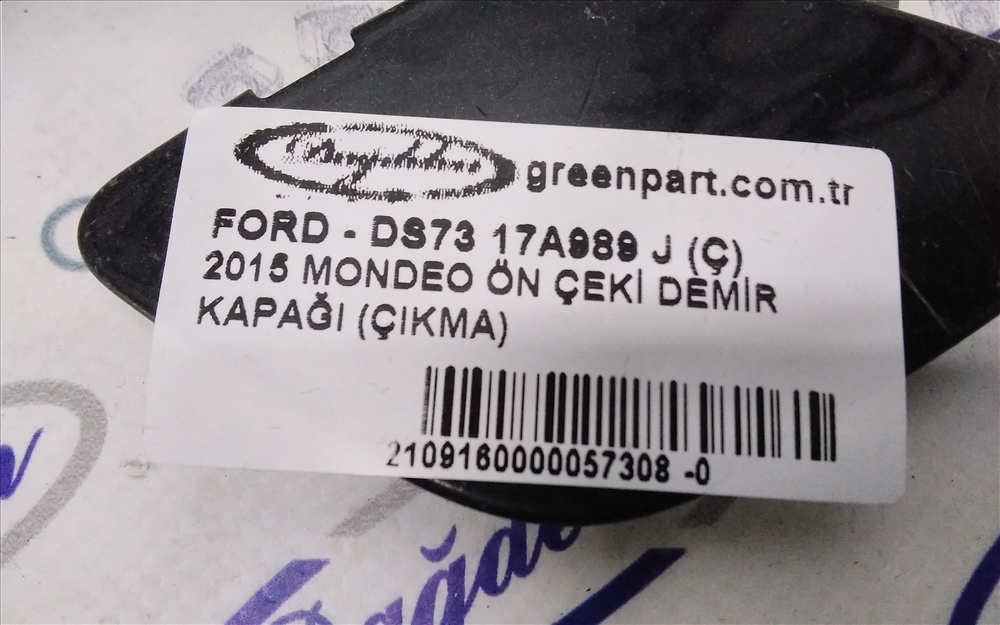 greenpart.com.tr
FORD - DS73 17A989 J (Ç)
2015 MONDEO ÖN ÇEKİ DEMİR
KAPAĞI (ÇIKMA)
2109160000057308 -0